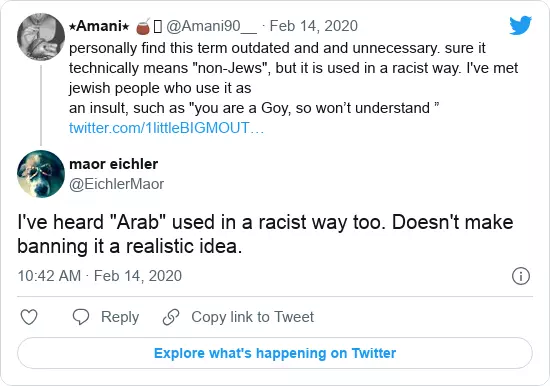 ★Amani★ @Amani90__ · Feb 14, 2020
personally find this term outdated and and unnecessary. sure it
technically means "non-Jews", but it is used in a racist way. I've met
jewish people who use it as
an insult, such as "you are a Goy, so won’t understand ”
twitter.com/1littleBIGMOUT…
maor eichler
@EichlerMaor
I've heard "Arab" used in a racist way too. Doesn't make
banning it a realistic idea.
10:42 AM · Feb 14, 2020
Reply Copy link to Tweet
Explore what's happening on Twitter